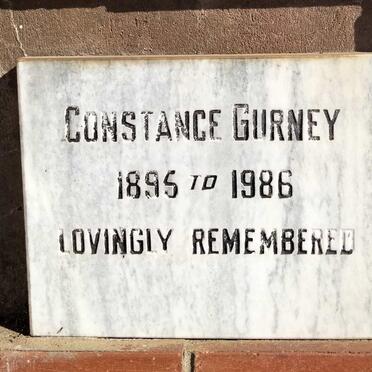 CONSTANCE GURNEY
1895 TO 1986
LOVINGLY REMEMBERED